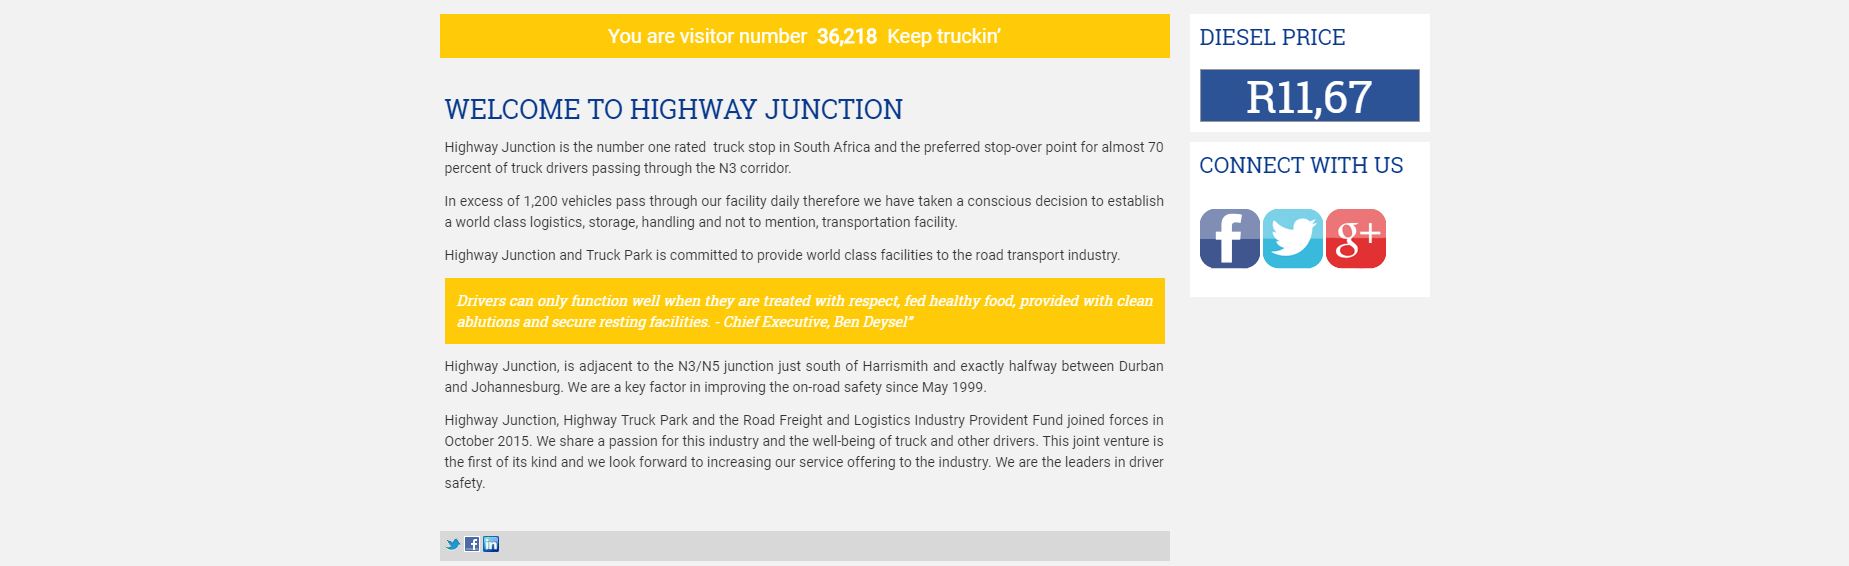 You are visitor number 36,218 Keep truckin’
WELCOME TO HIGHWAY JUNCTION
Highway Junction is the number one rated truck stop in South Africa and the preferred stop-over point for almost 70
percent of truck drivers passing through the N3 corridor.
In excess of 1,200 vehicles pass through our facility daily therefore we have taken a conscious decision to establish
a world class logistics, storage, handling and not to mention, transportation facility.
Highway Junction and Truck Park is committed to provide world class facilities to the road transport industry.
Drivers can only function well when they are treated with respect, fed healthy food, provided with clean
ablutions and secure resting facilities. - Chief Executive, Ben Deysel”
Highway Junction, is adjacent to the N3/N5 junction just south of Harrismith and exactly halfway between Durban
and Johannesburg. We are a key factor in improving the on-road safety since May 1999.
Highway Junction, Highway Truck Park and the Road Freight and Logistics Industry Provident Fund joined forces in
October 2015. We share a passion for this industry and the well-being of truck and other drivers. This joint venture is
the first of its kind and we look forward to increasing our service offering to the industry. We are the leaders in driver
safety.
f in
DIESEL PRICE
R11,67
CONNECT WITH US
f g+